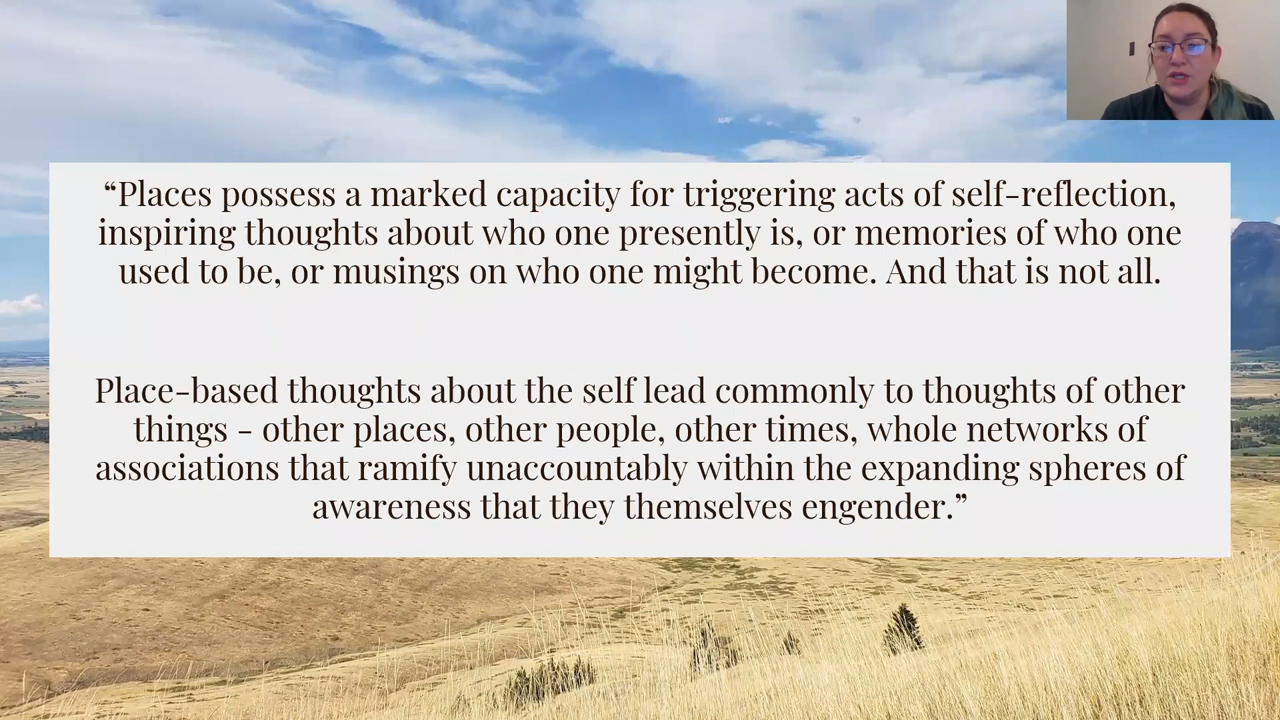 “Places possess a marked capacity for triggering acts of self-reflection,
inspiring thoughts about who one presently is, or memories of who one
used to be, or musings on who one might become. And that is not all.
Place-based thoughts about the self lead commonly to thoughts of other
things - other places, other people, other times, whole networks of
associations that ramify unaccountably within the expanding spheres of
awareness that they themselves engender.”